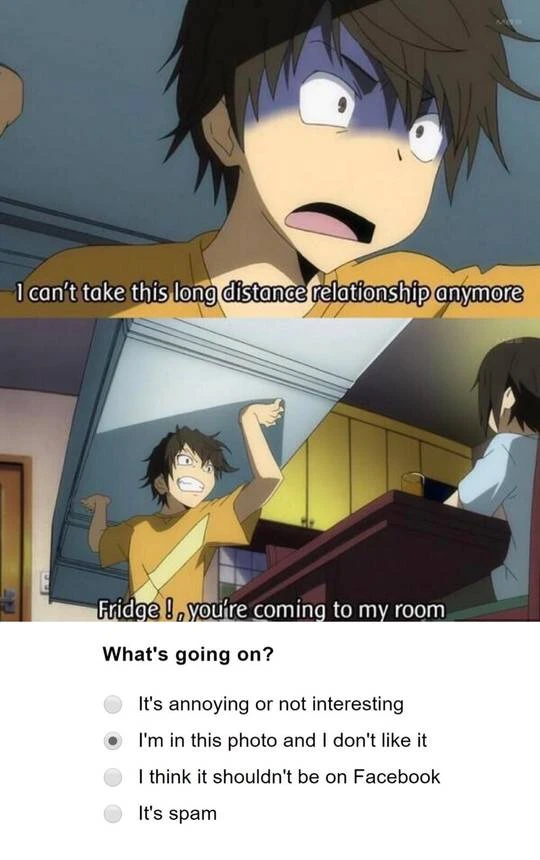 I can't take this long distance relationship anymore
Fridge !, you're coming to my room
What's going on?
It's annoying or not interesting
I'm in this photo and I don't like it
I think it shouldn't be on Facebook
It's spam